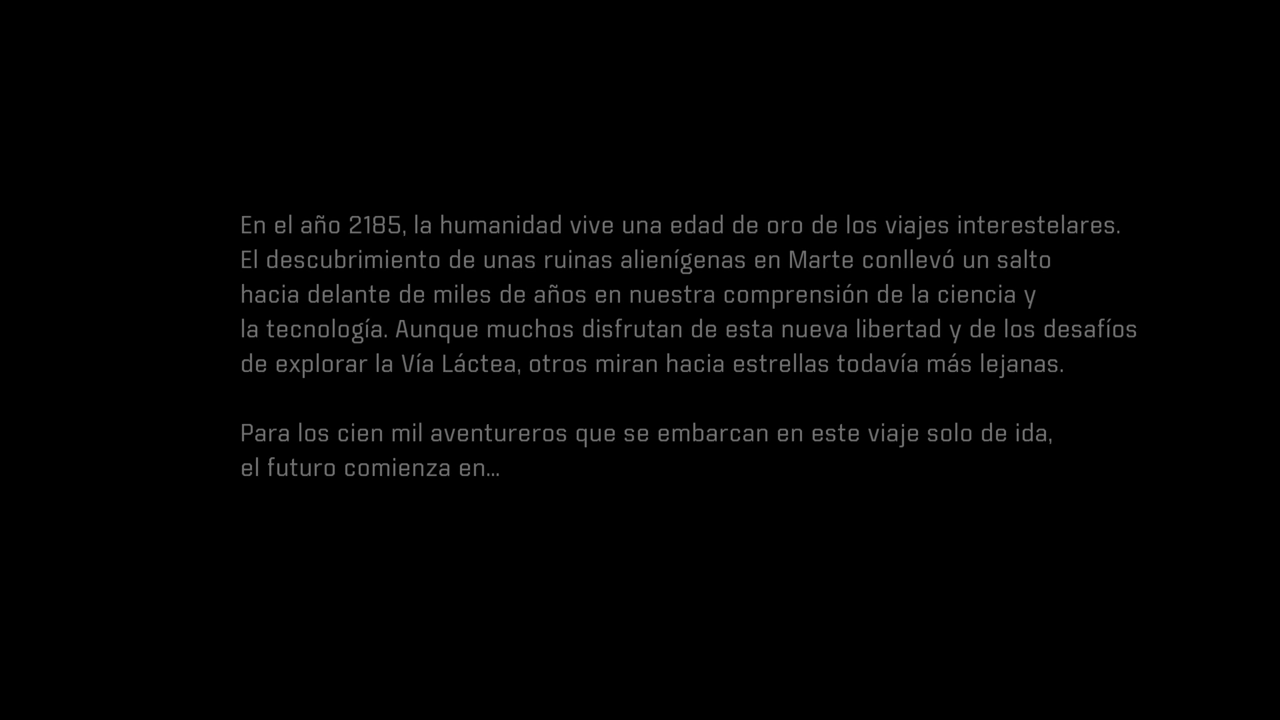 En el año 2185, la humanidad vive una edad de oro de los viajes interestelares.
El descubrimiento de unas ruinas alienígenas en Marte conllevó un salto
hacia delante de miles de años en nuestra comprensión de la ciencia y
la tecnología. Aunque muchos disfrutan de esta nueva libertad y de los desafíos
de explorar la Vía Láctea, otros miran hacia estrellas todavía más lejanas.
Para los cien mil aventureros que se embarcan en este viaje solo de ida,
el futuro comienza en...